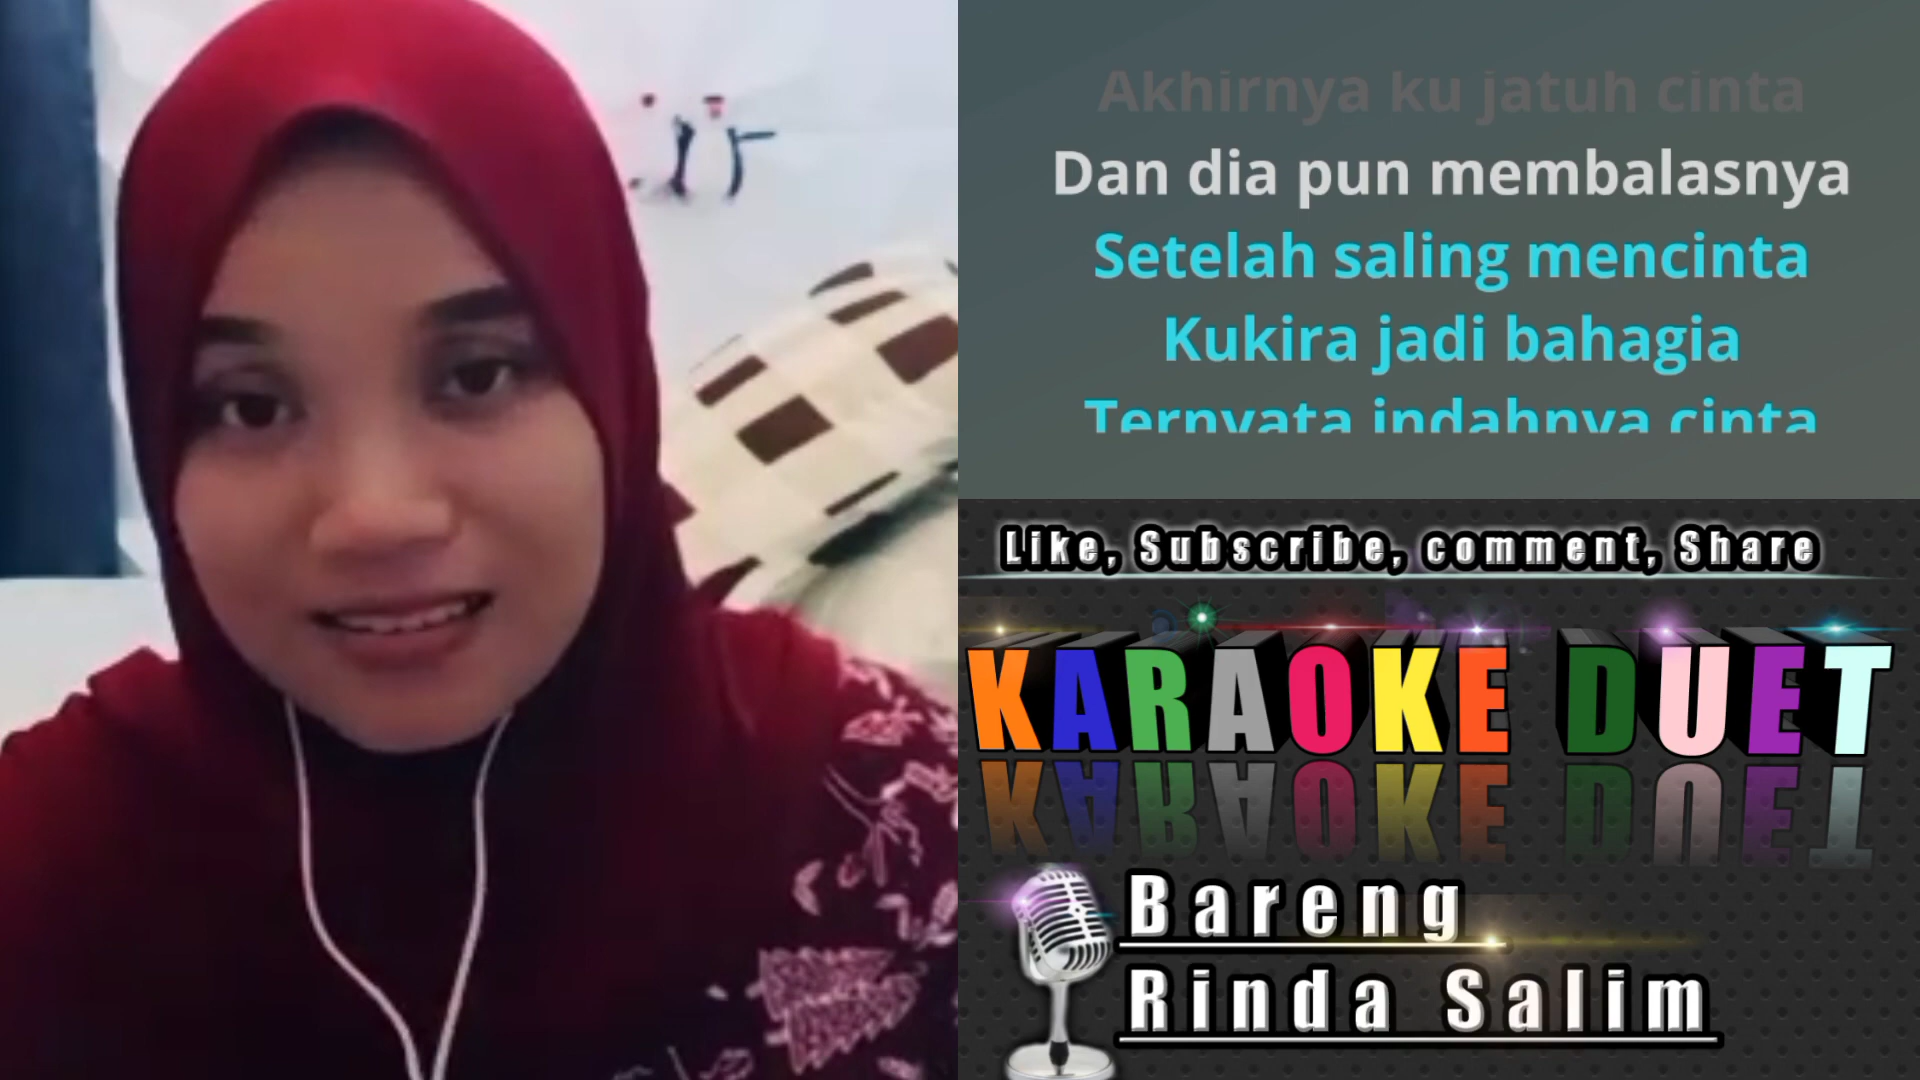 Akhirnya ku jatuh cinta
Dan dia pun membalasnya
Setelah saling mencinta
Kukira jadi bahagia
Ternyata indahnya cinta
Like, Subscribe, comment, Share
KARAOKE DUET
Bareng
Rinda Salim